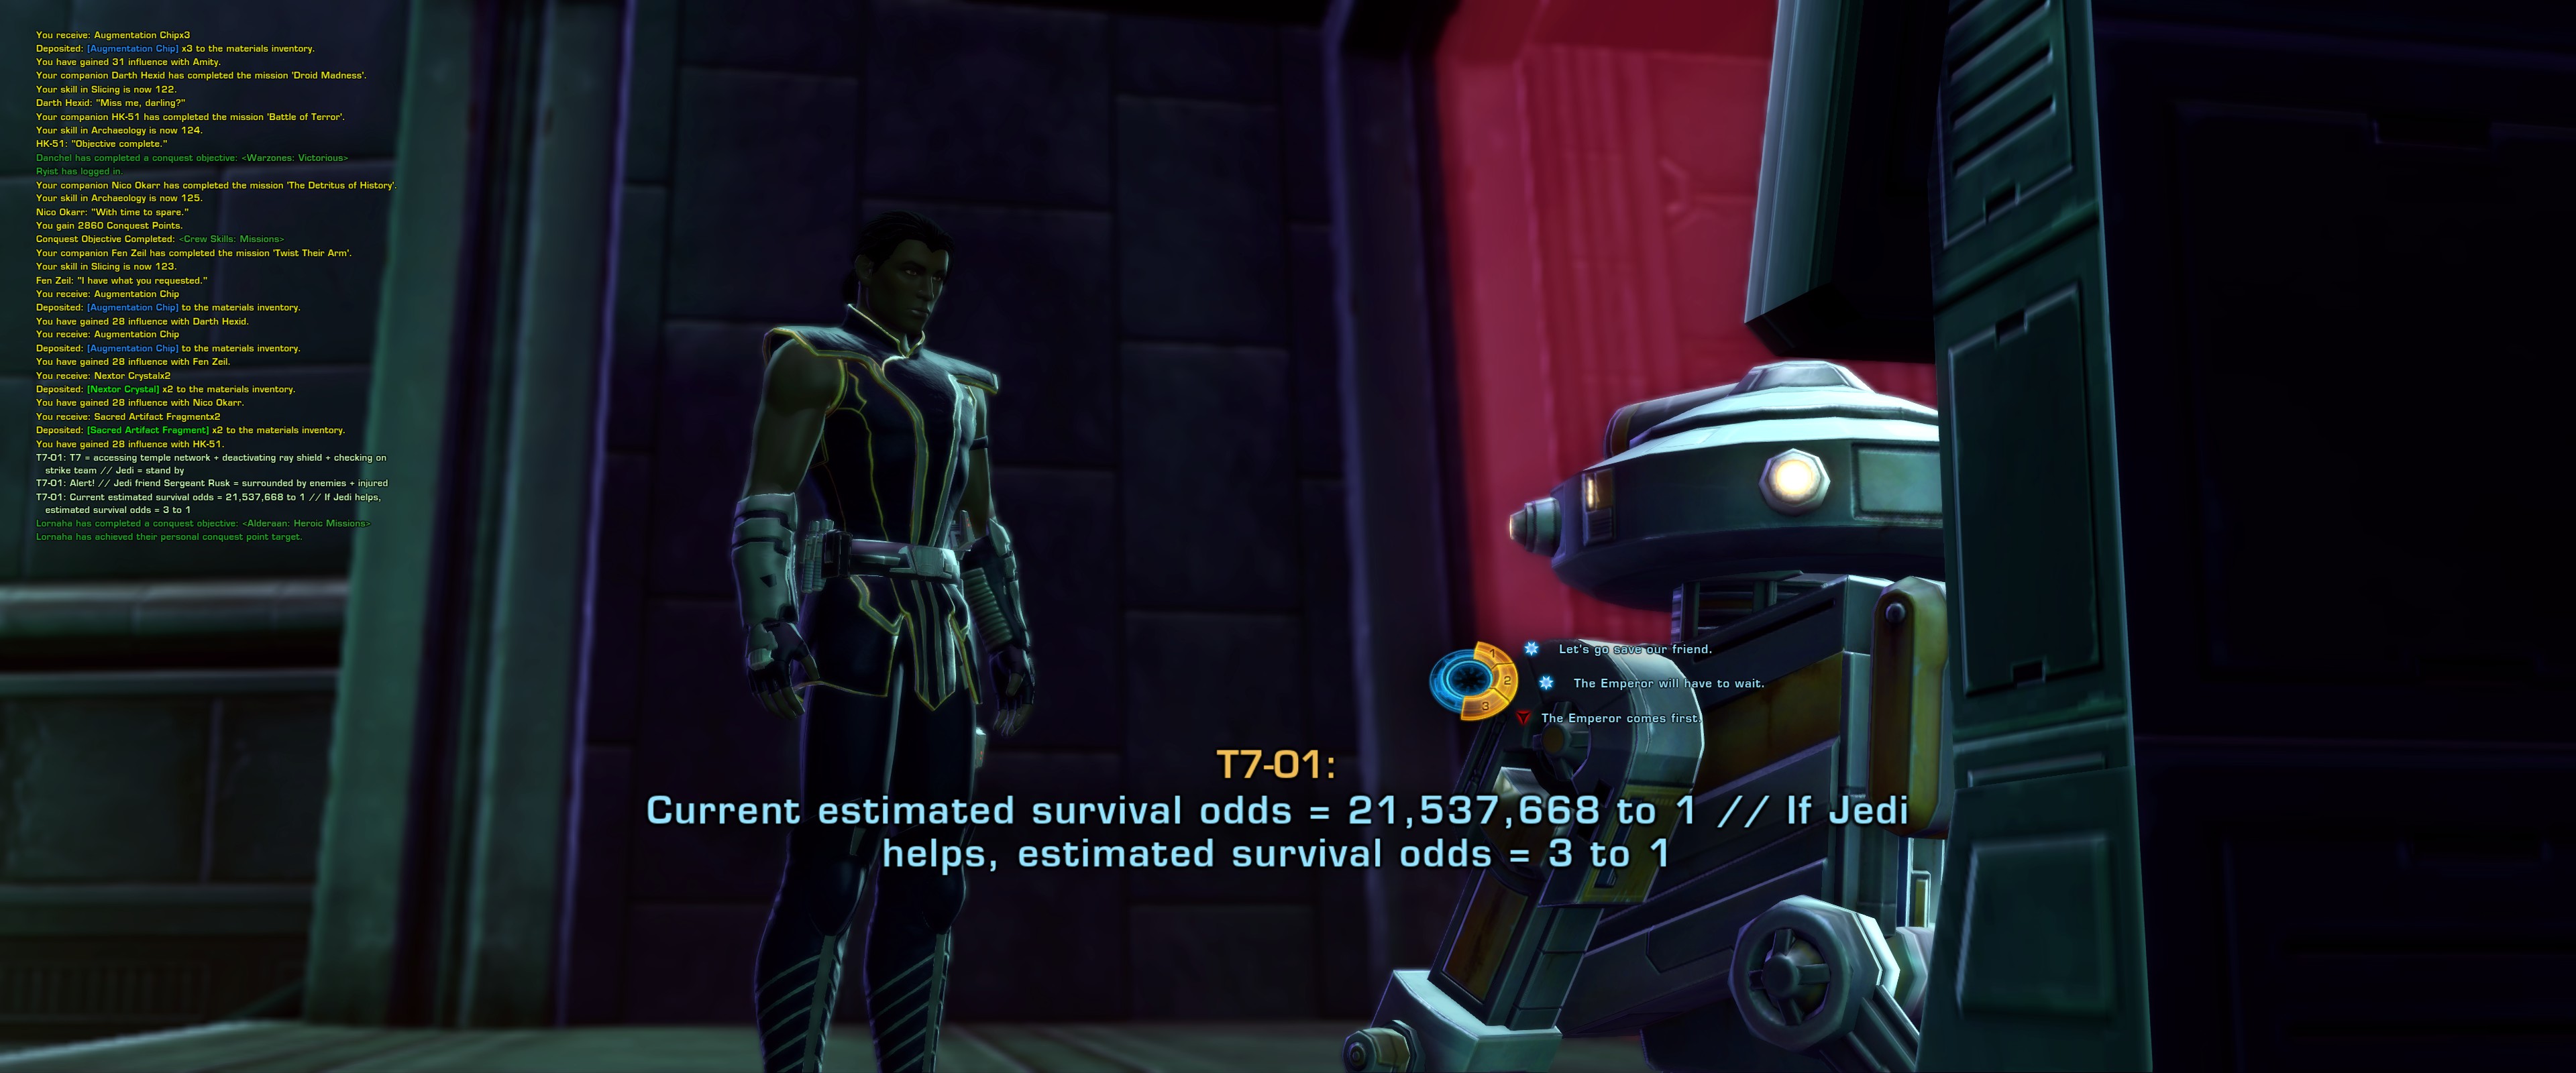 You receive: Augmentation Chipx3
Deposited: [Augmentation Chip] x3 to the materials inventory.
You have gained 31 influence with Amity.
Your companion Darth Hexid has completed the mission 'Droid Madness'.
Your skill in Slicing is now 122.
Darth Hexid: "Miss me, darling?"
Your companion HK-51 has completed the mission 'Battle of Terror'.
Your skill in Archaeology is now 124.
HK-51: "Objective complete."
Danchel has completed a conquest objective: <Warzones: Victorious>
Ryist has logged in.
Your companion Nico Okarr has completed the mission 'The Detritus of History'.
Your skill in Archaeology is now 125.
Nico Okarr: "With time to spare."
You gain 2860 Conquest Points.
Conquest Objective Completed: <Crew Skills: Missions>
Your companion Fen Zeil has completed the mission 'Twist Their Arm'.
Your skill in Slicing is now 123.
Fen Zeil: "I have what you requested."
You receive: Augmentation Chip
Deposited: [Augmentation Chip] to the materials inventory.
You have gained 28 influence with Darth Hexid.
You receive: Augmentation Chip
Deposited: [Augmentation Chip] to the materials inventory.
You have gained 28 influence with Fen Zeil.
You receive: Nextor Crystalx2
Deposited: [Nextor Crystal] x2 to the materials inventory.
You have gained 28 influence with Nico Okarr.
You receive: Sacred Artifact Fragmentx2
Deposited: [Sacred Artifact Fragment] x2 to the materials inventory.
You have gained 28 influence with HK-51.
T7-01: T7 = accessing temple network + deactivating ray shield + checking on
strike team // Jedi = stand by
T7-01: Alert! // Jedi friend Sergeant Rusk = surrounded by enemies + injured
T7-01: Current estimated survival odds = 21,537,668 to 1 // If Jedi helps,
estimated survival odds = 3 to 1
Lornaha has completed a conquest objective: <Alderaan: Heroic Missions>
Lornaha has achieved their personal conquest point target.
1 Let's go save our friend.
2 The Emperor will have to wait.
3 The Emperor comes first.
T7-01:
Current estimated survival odds = 21,537,668 to 1 // If Jedi
helps, estimated survival odds = 3 to 1